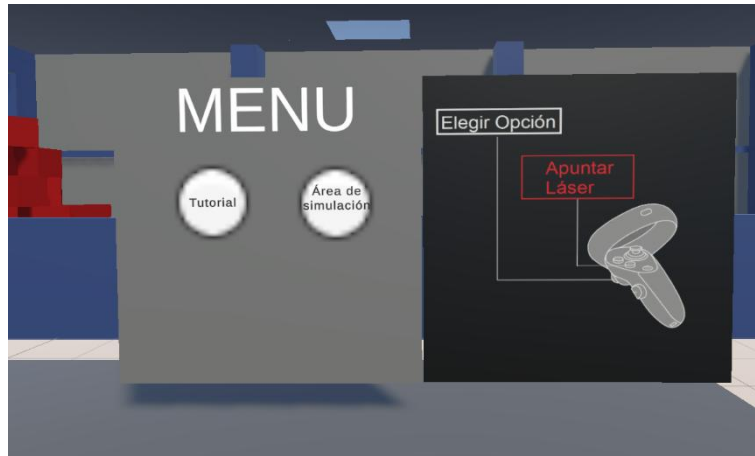 MENU
Tutorial
Área de
simulación
Elegir Opción
Apuntar
Láser